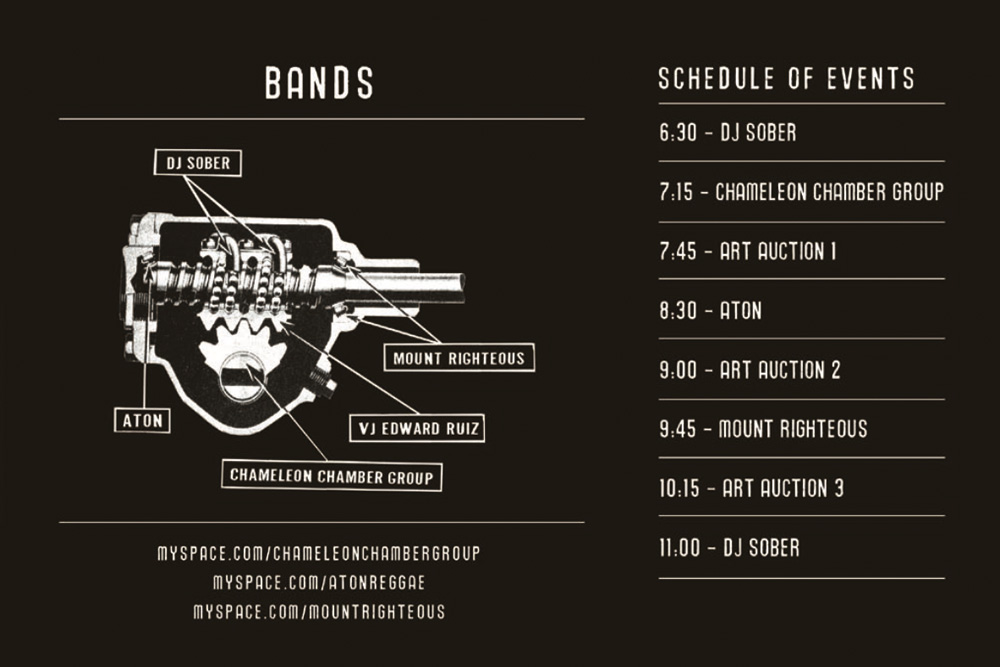 BANDS
DJ SOBER
MOUNT RIGHTEOUS
ATON
VJ EDWARD RUIZ
CHAMELEON CHAMBER GROUP
MYSPACE.COM/CHAMELEONCHAMBERGROUP
MYSPACE.COM/ATONREGGAE
MYSPACE.COM/MOUNTRIGHTEOUS
SCHEDULE OF EVENTS
6:30 - DJ SOBER
7:15 - CHAMELEON CHAMBER GROUP
7:45 - ART AUCTION 1
8:30 - ATON
9:00 - ART AUCTION 2
9:45 - MOUNT RIGHTEOUS
10:15 - ART AUCTION 3
11:00 - DJ SOBER